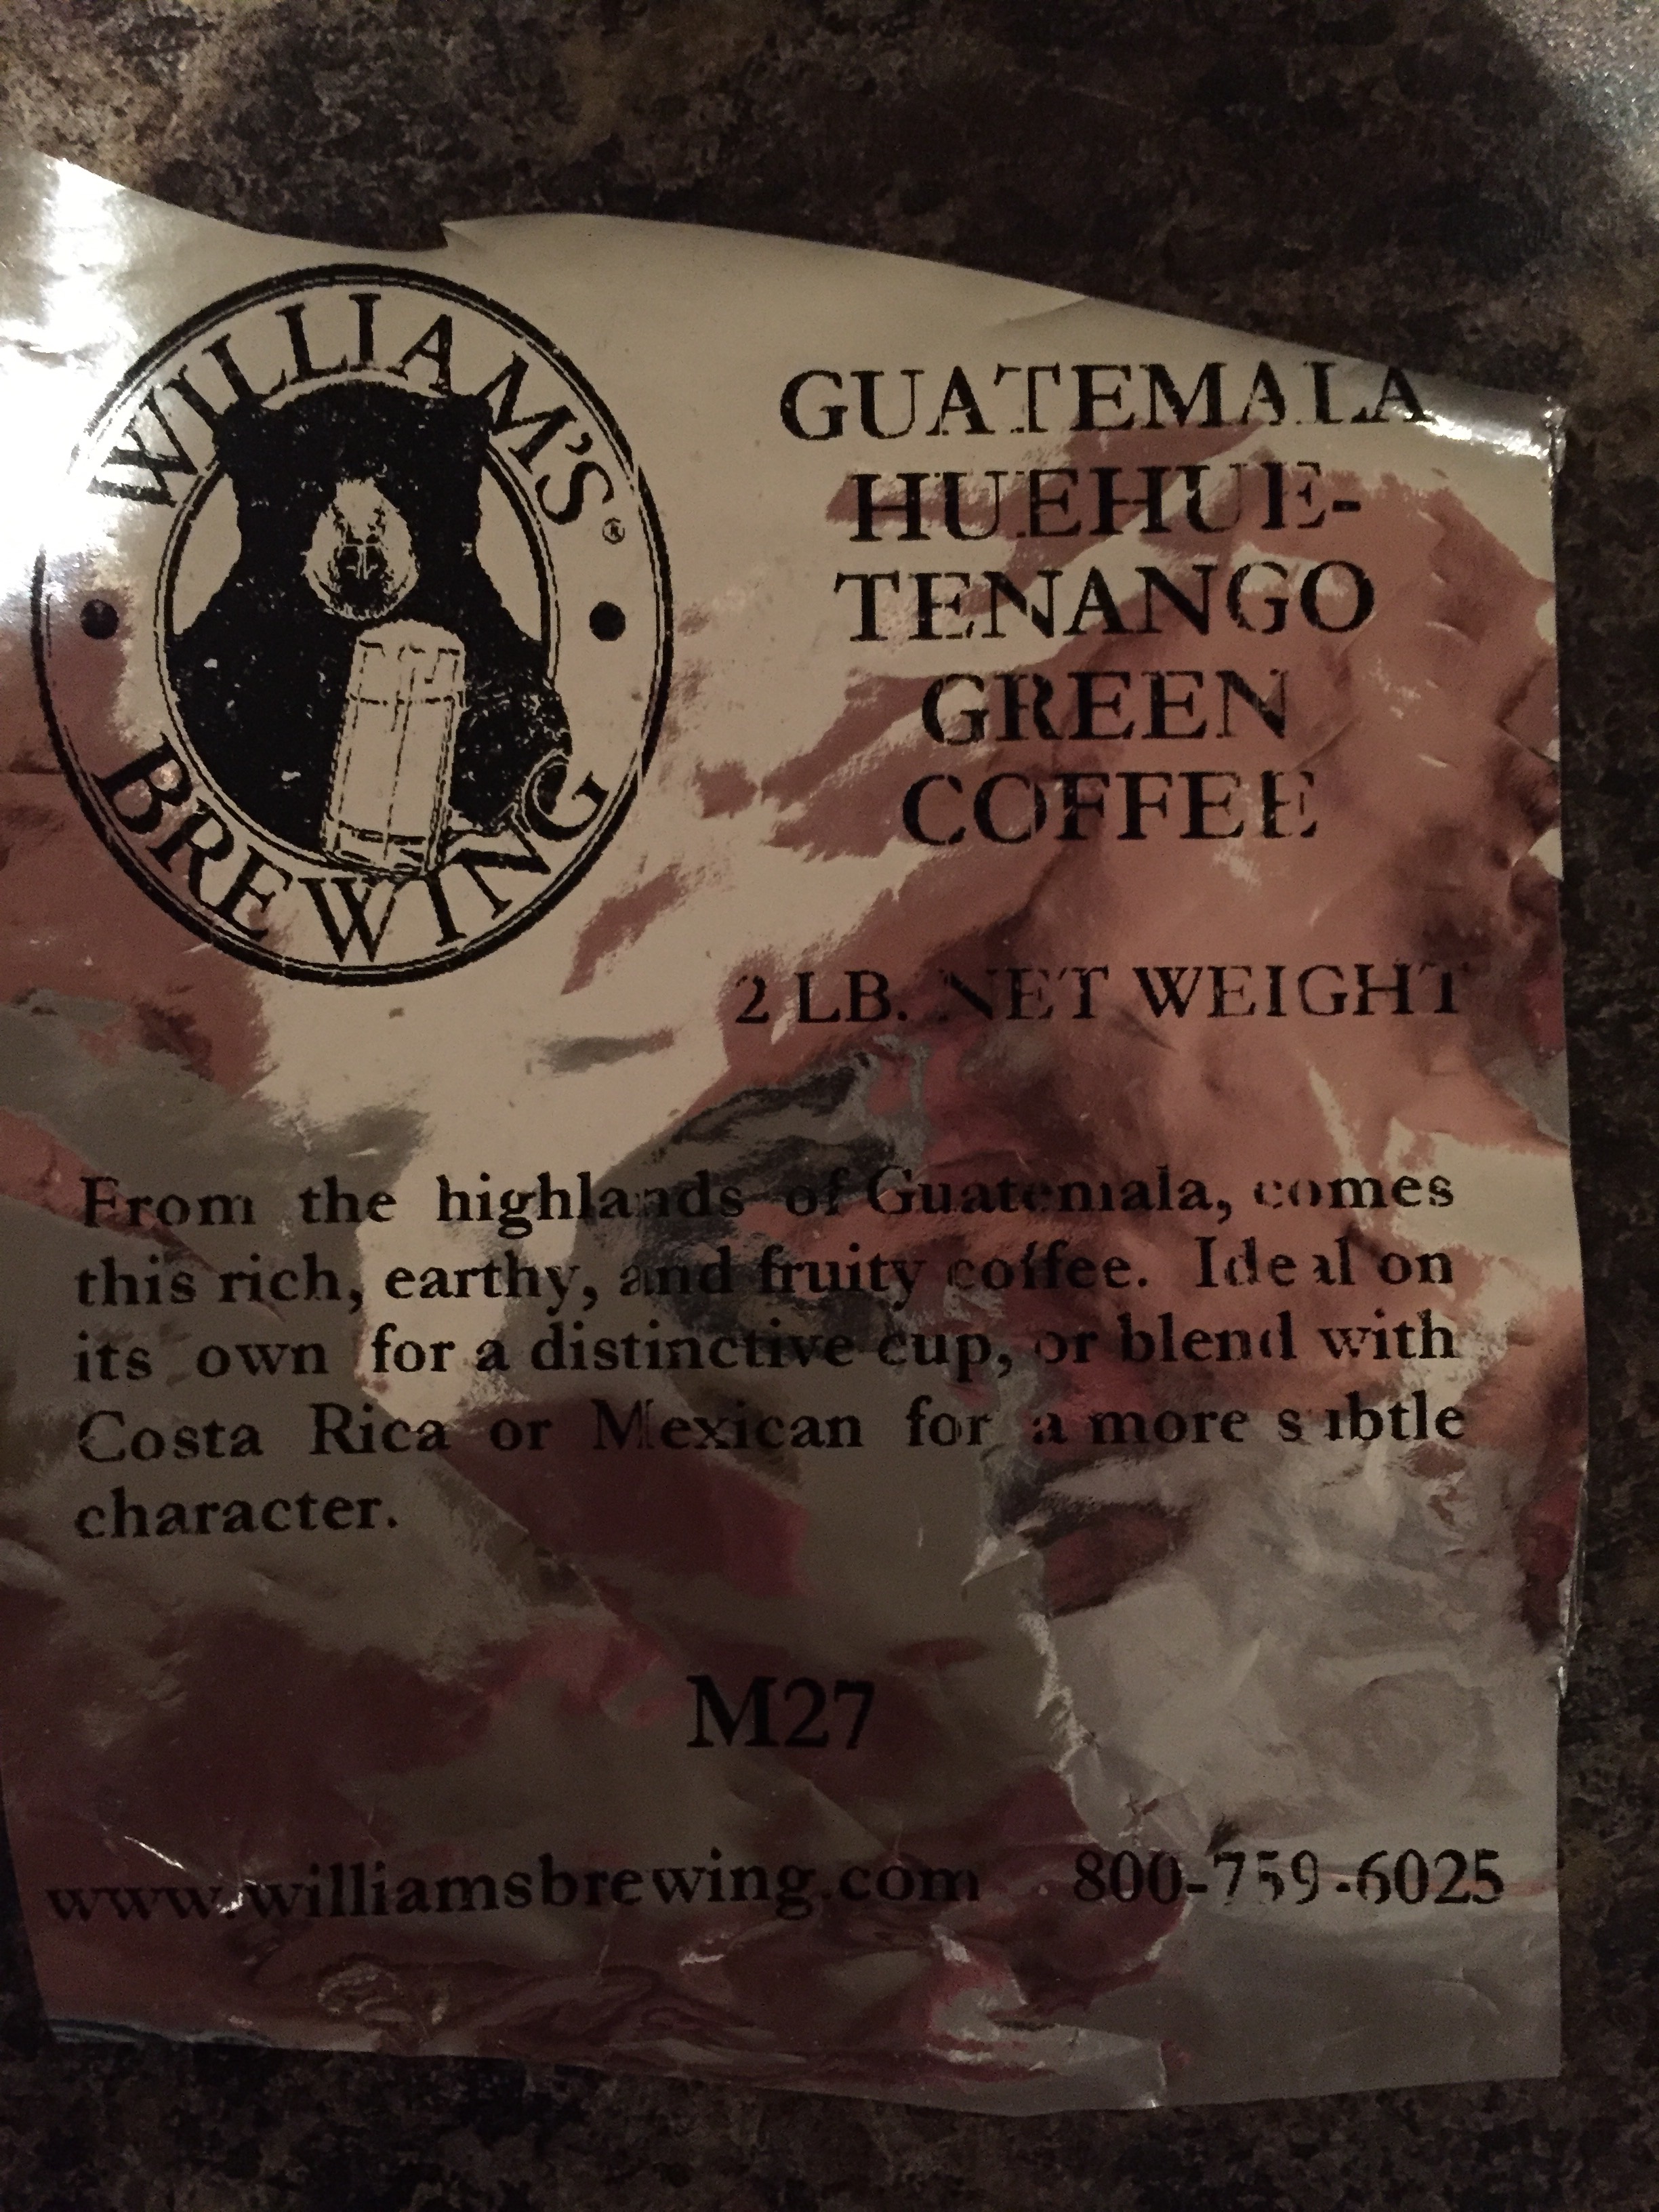 WILLIAM'S®
BREWING
GUATEMALA
HUEHUE-
TENANGO
GREEN
COFFEE
2 LB. NET WEIGHT
From the highlands of Guatemala, comes
this rich, earthy, and fruity coffee. Ideal on
its own for a distinctive cup, or blend with
Costa Rica or Mexican for a more subtle
character.
M27
www.williamsbrewing.com 800-759-6025